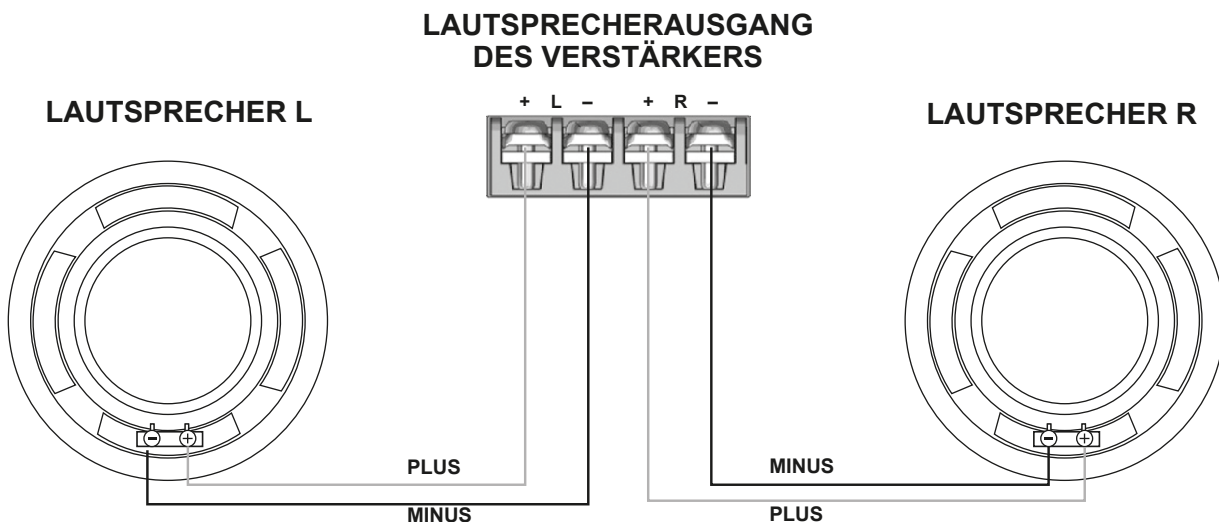 LAUTSPRECHERAUSGANG
DES VERSTÄRKERS
LAUTSPRECHER L
+ L – + R –
LAUTSPRECHER R
– +
– +
PLUS
MINUS
MINUS
PLUS